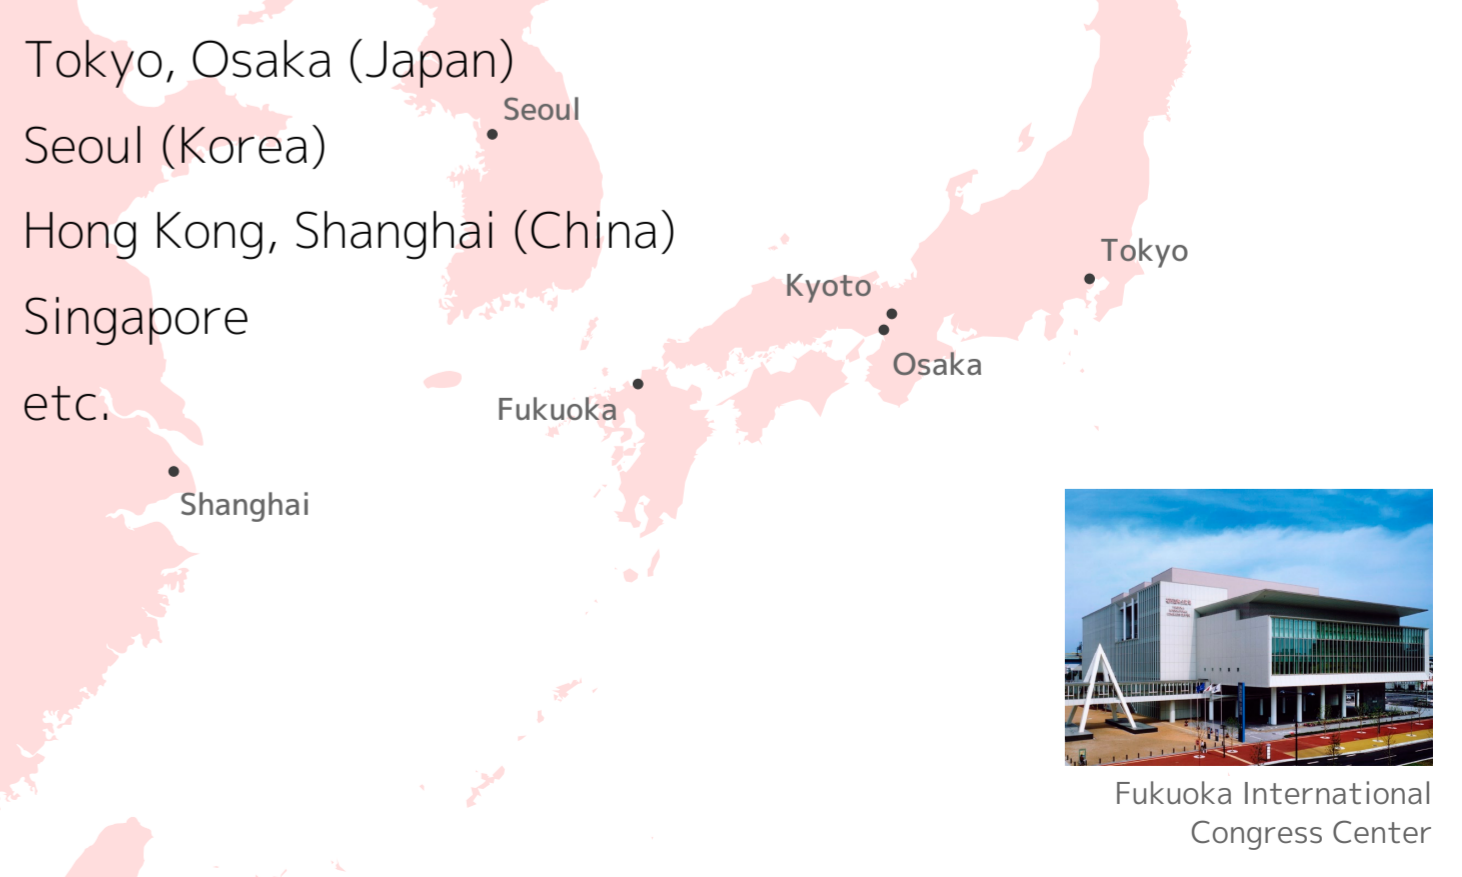 Tokyo, Osaka (Japan)
Seoul (Korea)
Hong Kong, Shanghai (China)
Singapore
etc.
Seoul
Tokyo
Kyoto
Osaka
Fukuoka
Shanghai
Fukuoka International
Congress Center